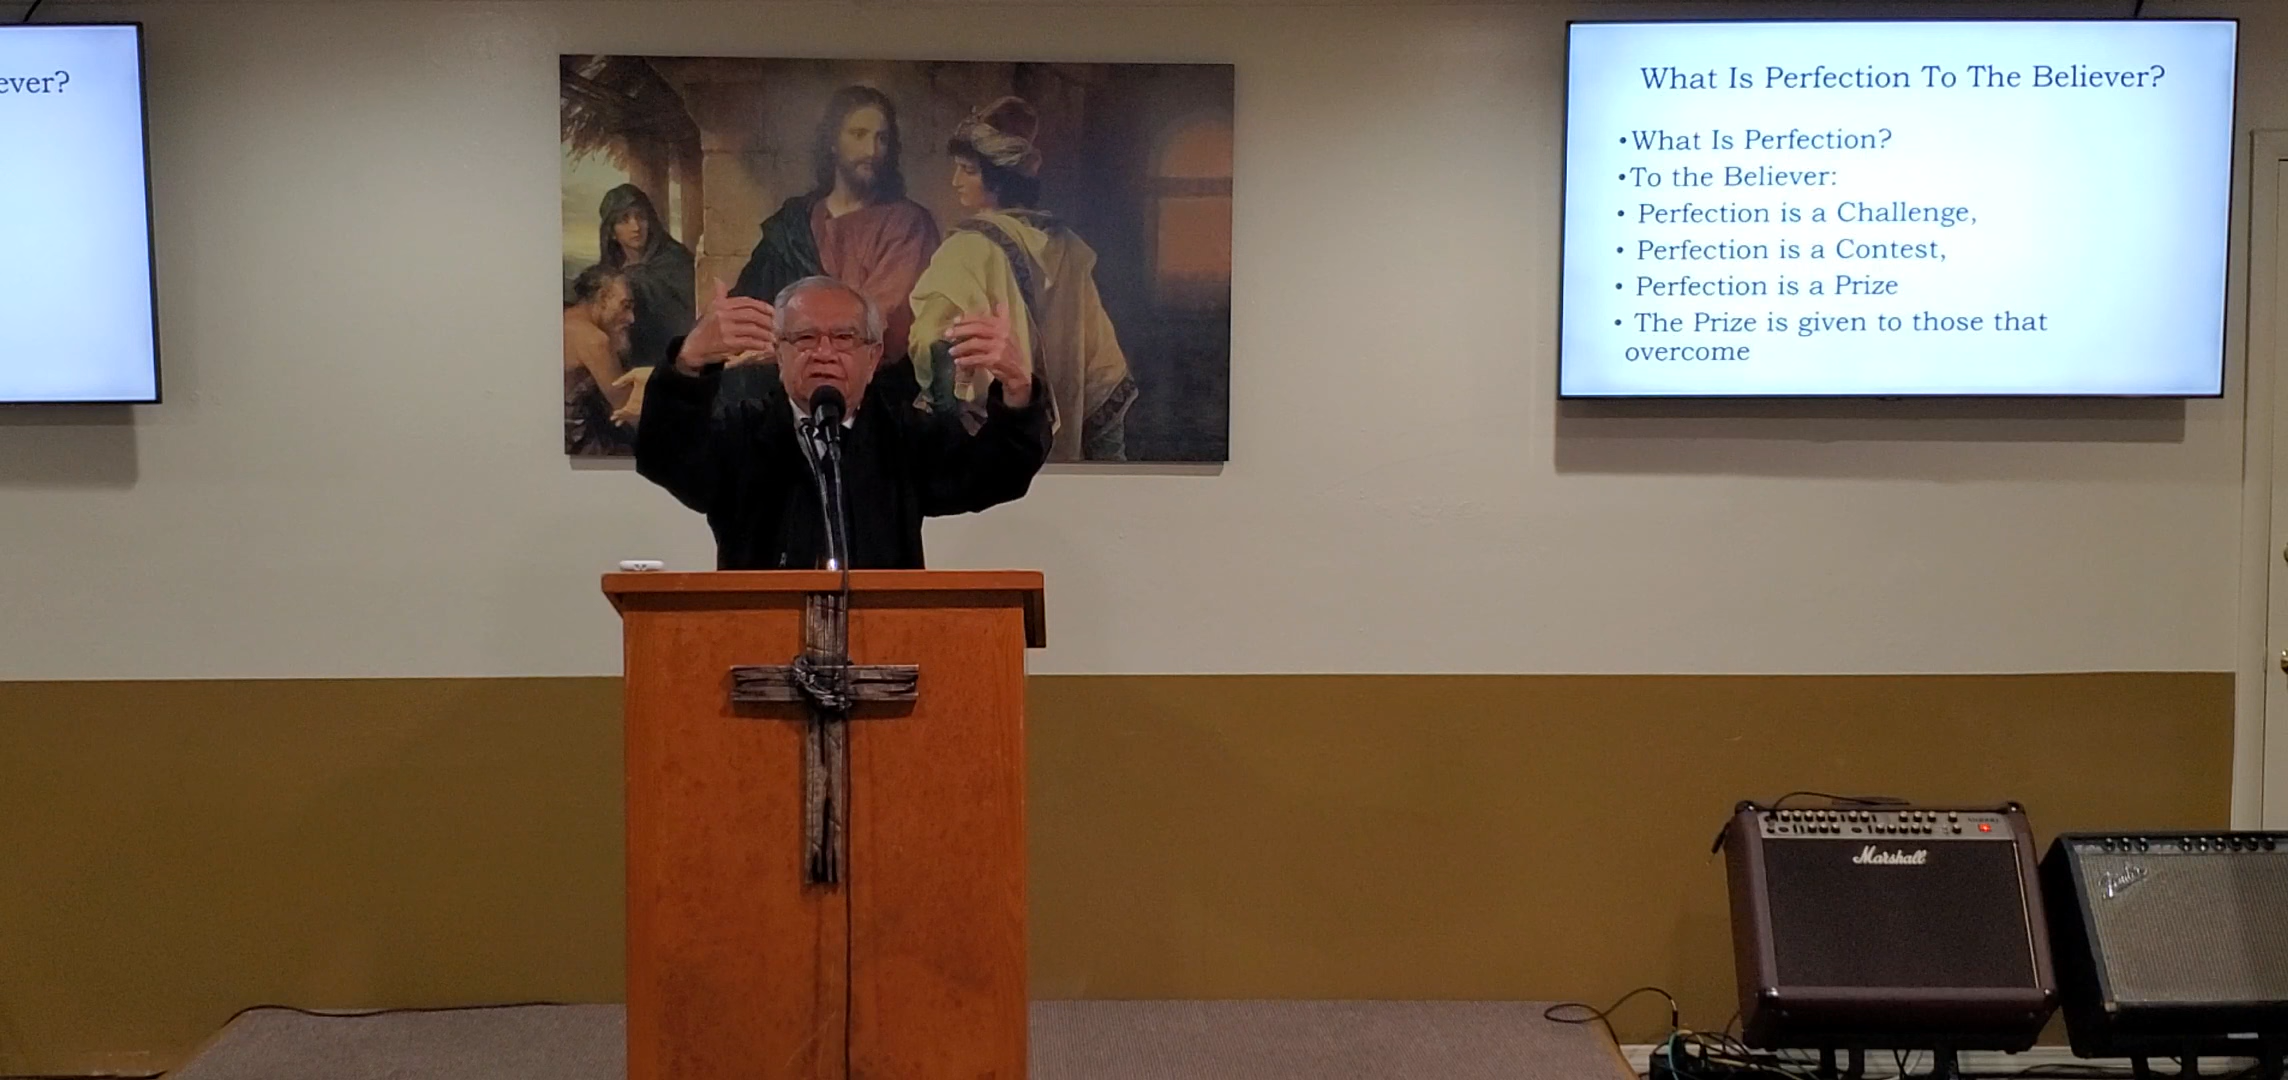 ever?
What Is Perfection To The Believer?
•What Is Perfection?
•To the Believer:
• Perfection is a Challenge,
• Perfection is a Contest,
• Perfection is a Prize
• The Prize is given to those that
overcome
Marshall
Fender